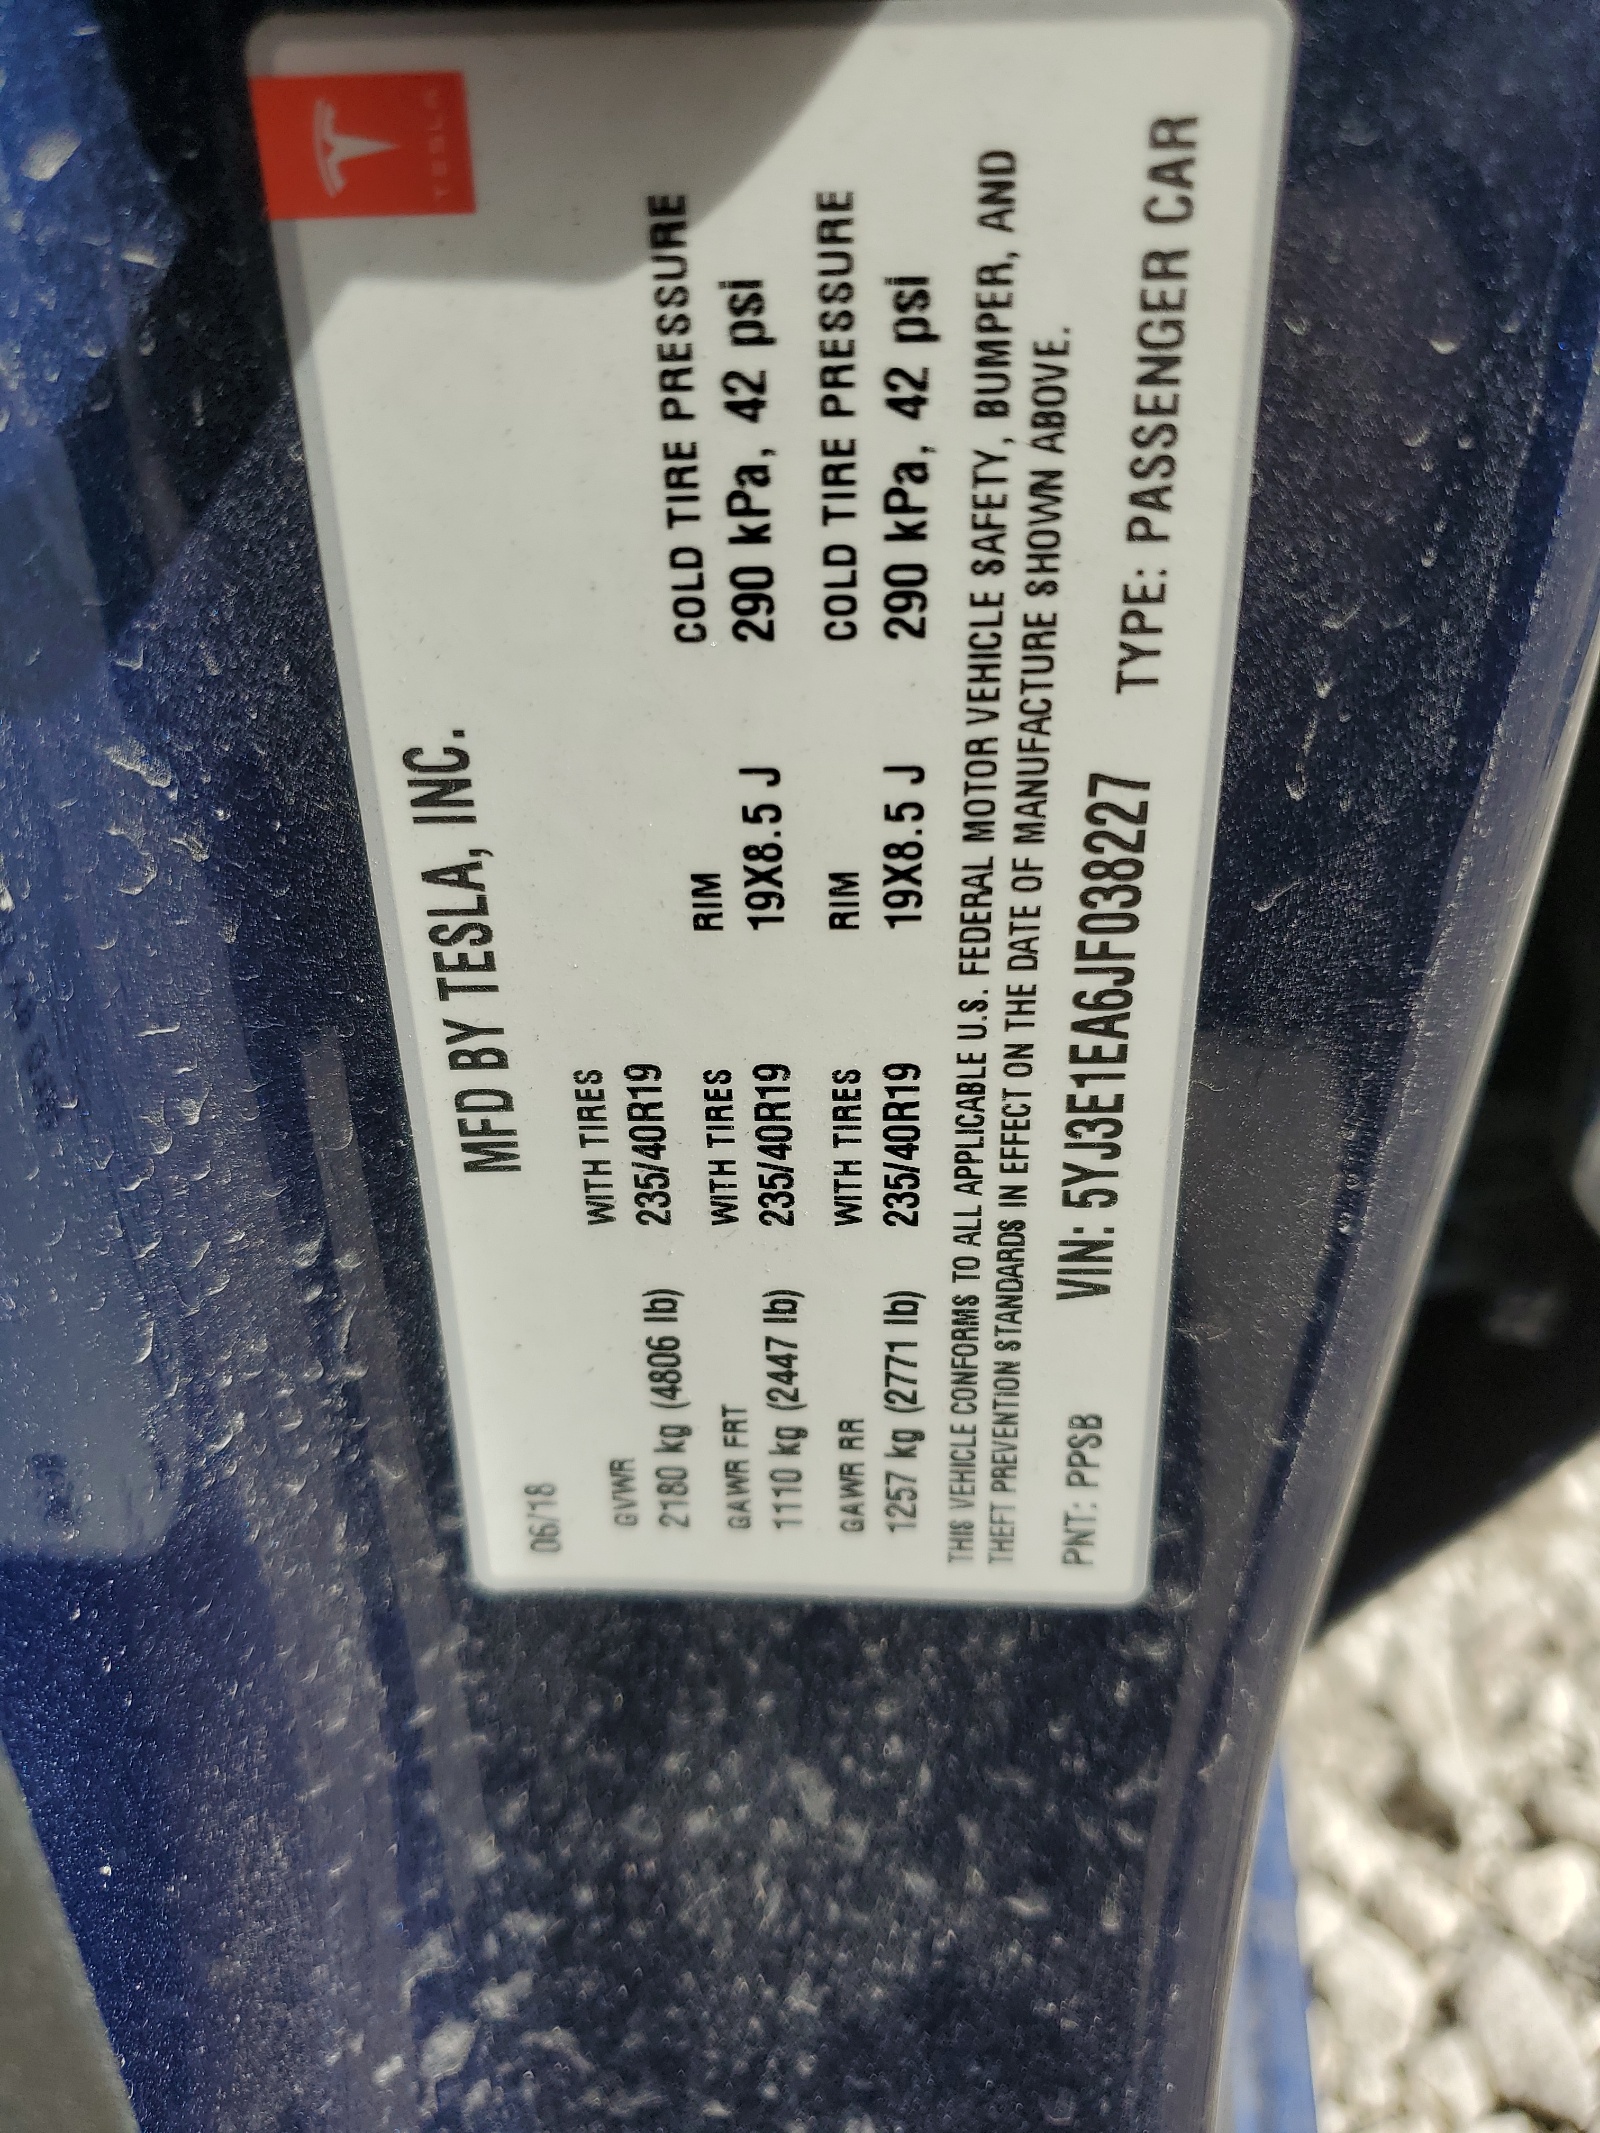 TESLA
MFD BY TESLA, INC.
06/18
GVWR WITH TIRES
2180 kg (4806 lb) 235/40R19
GAWR FRT WITH TIRES RIM COLD TIRE PRESSURE
1110 kg (2447 lb) 235/40R19 19X8.5 J 290 kPa, 42 psi
GAWR RR WITH TIRES RIM COLD TIRE PRESSURE
1257 kg (2771 lb) 235/40R19 19X8.5 J 290 kPa, 42 psi
THIS VEHICLE CONFORMS TO ALL APPLICABLE U.S. FEDERAL MOTOR VEHICLE SAFETY, BUMPER, AND
THEFT PREVENTION STANDARDS IN EFFECT ON THE DATE OF MANUFACTURE SHOWN ABOVE.
PNT: PPSB VIN: 5YJ3E1EA6JF038227 TYPE: PASSENGER CAR